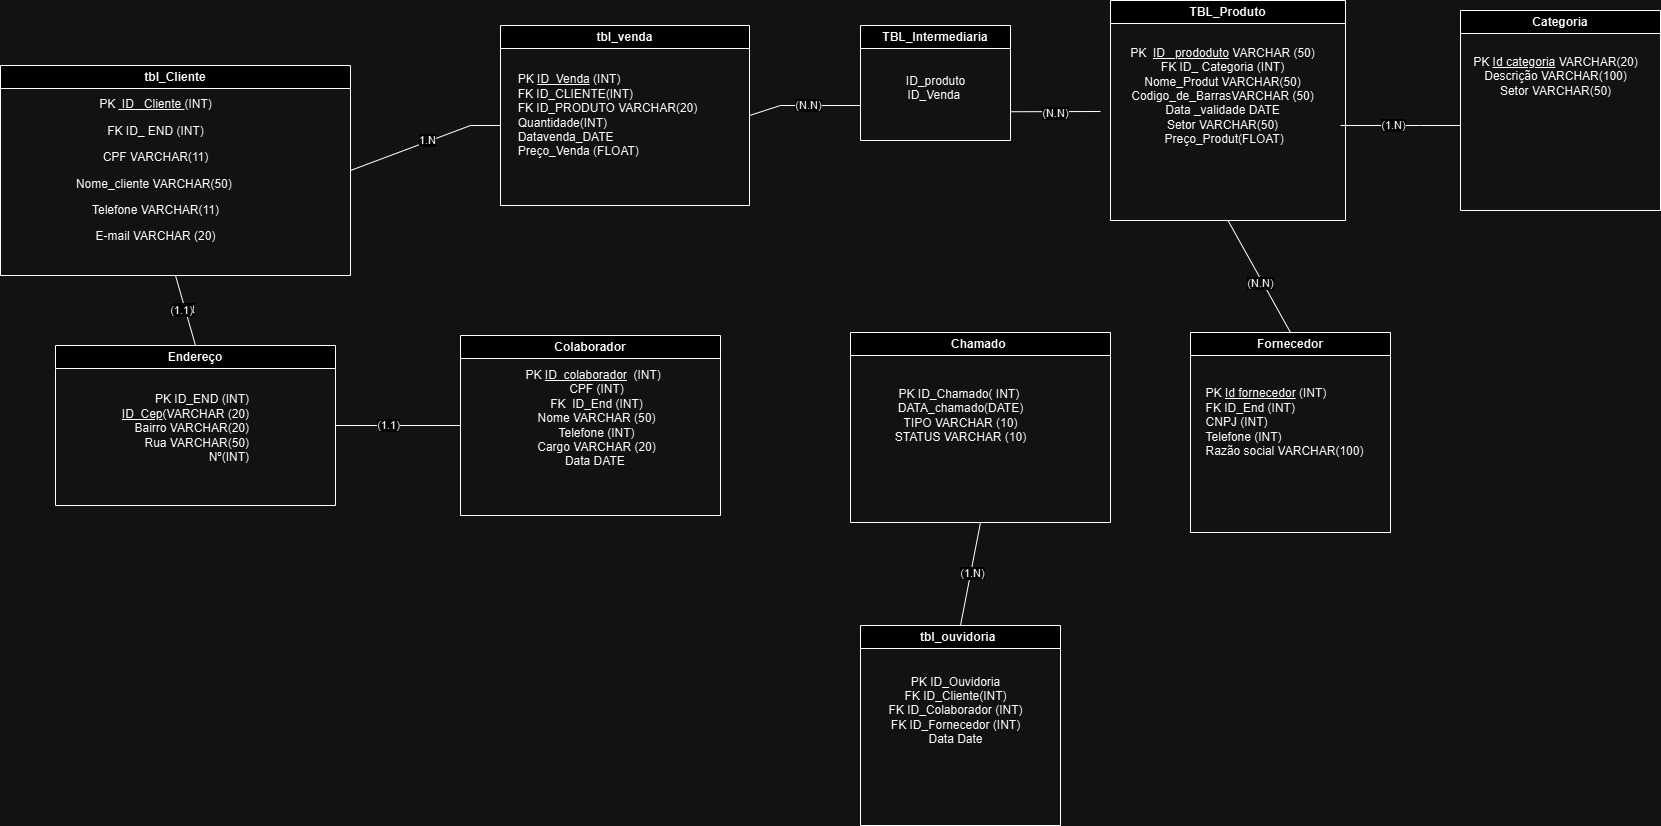 tbl_Cliente
PK ID _Cliente (INT)
FK ID_ END (INT)
CPF VARCHAR(11)
Nome_cliente VARCHAR(50)
Telefone VARCHAR(11)
E-mail VARCHAR (20)
1.N
tbl_venda
PK ID_Venda (INT)
FK ID_CLIENTE(INT)
FK ID_PRODUTO VARCHAR(20)
Quantidade(INT)
Datavenda_DATE
Preço_Venda (FLOAT)
(N.N)
TBL_Intermediaria
ID_produto
ID_Venda
(N.N)
TBL_Produto
PK ID _prododuto VARCHAR (50)
FK ID_ Categoria (INT)
Nome_Produt VARCHAR(50)
Codigo_de_BarrasVARCHAR (50)
Data _validade DATE
Setor VARCHAR(50)
Preço_Produt(FLOAT)
(1.N)
Categoria
PK Id categoria VARCHAR(20)
Descrição VARCHAR(100)
Setor VARCHAR(50)
(1.1)
(N.N)
Endereço
PK ID_END (INT)
ID_Cep(VARCHAR (20)
Bairro VARCHAR(20)
Rua VARCHAR(50)
Nº(INT)
(1.1)
Colaborador
PK ID_colaborador (INT)
CPF (INT)
FK ID_End (INT)
Nome VARCHAR (50)
Telefone (INT)
Cargo VARCHAR (20)
Data DATE
Chamado
PK ID_Chamado( INT)
DATA_chamado(DATE)
TIPO VARCHAR (10)
STATUS VARCHAR (10)
Fornecedor
PK Id fornecedor (INT)
FK ID_End (INT)
CNPJ (INT)
Telefone (INT)
Razão social VARCHAR(100)
(1.N)
tbl_ouvidoria
PK ID_Ouvidoria
FK ID_Cliente(INT)
FK ID_Colaborador (INT)
FK ID_Fornecedor (INT)
Data Date